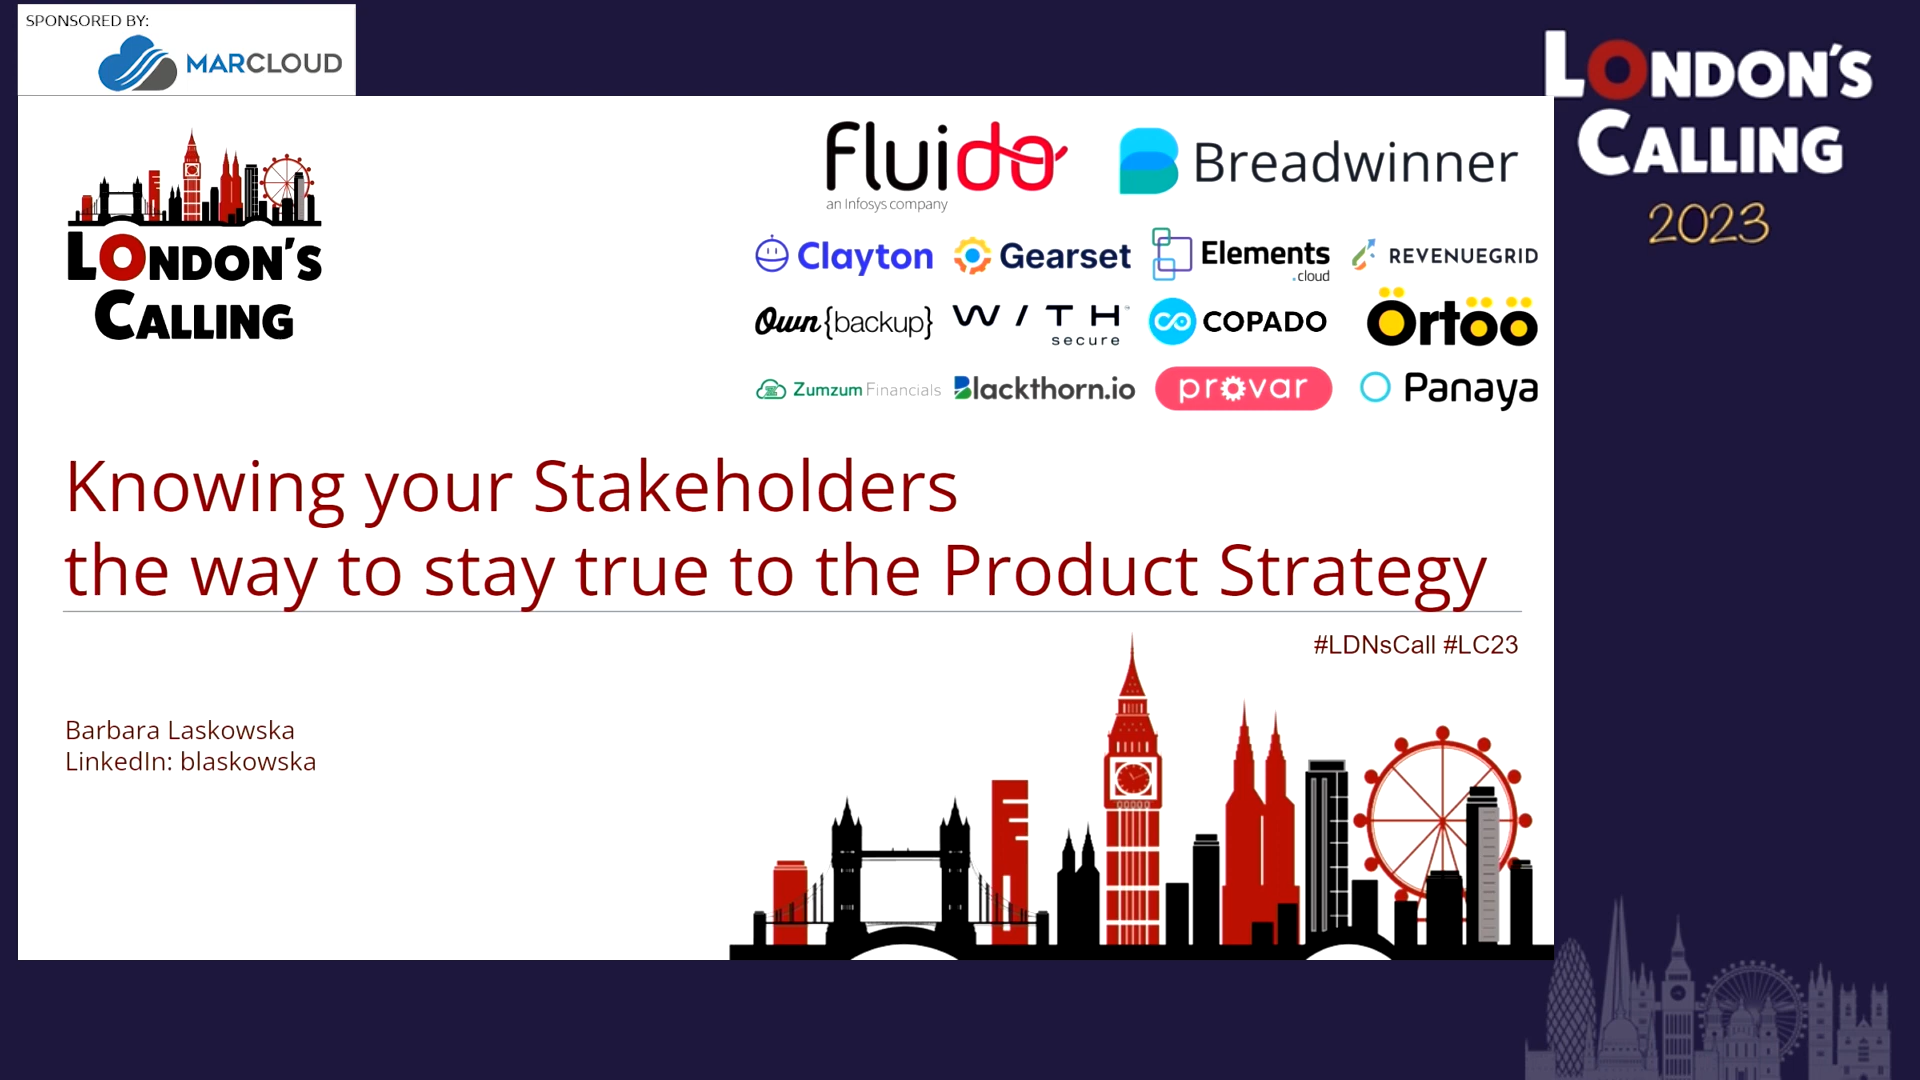 SPONSORED BY:
MARCLOUD
LONDON'S
CALLING
2023
LONDON'S
CALLING
Fluido
an Infosys company
Breadwinner
Clayton
Gearset
Elements
.cloud
REVENUEGRID
Own{backup}
W / T H
secure
COPADO
Örtöö
Zumzum Financials
Blackthorn.io
provar
Panaya
Knowing your Stakeholders
the way to stay true to the Product Strategy
#LDNsCall #LC23
Barbara Laskowska
LinkedIn: blaskowska